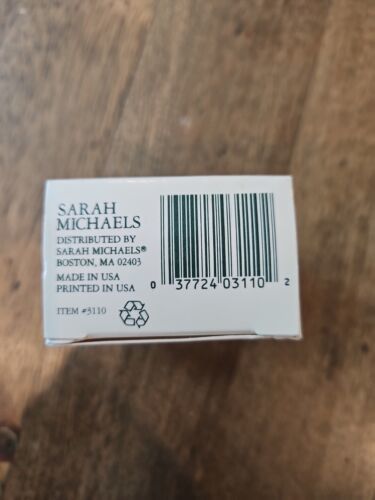 SARAH
MICHAELS
DISTRIBUTED BY
SARAH MICHAELS®
BOSTON, MA 02403
MADE IN USA
PRINTED IN USA
ITEM #3110
0 37724 03110 2